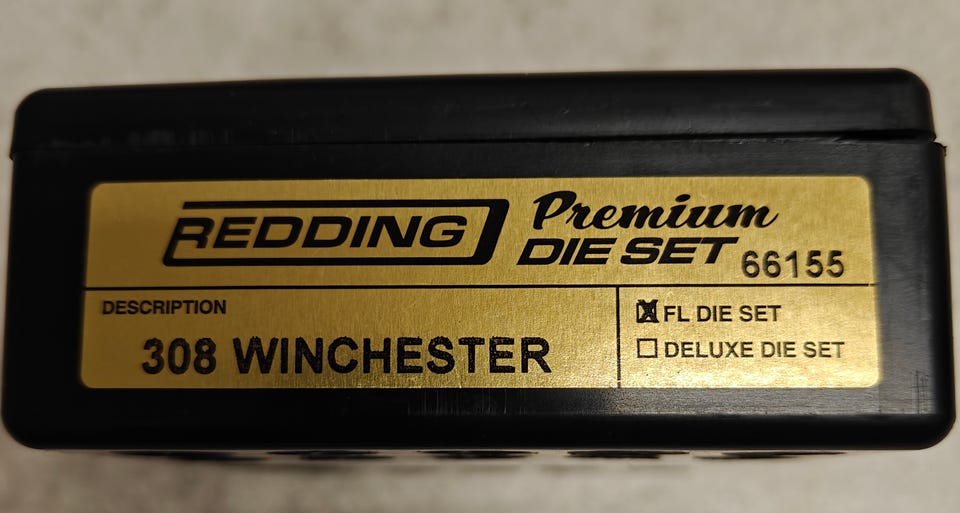 REDDING Premium
DIE SET 66155
DESCRIPTION
308 WINCHESTER
FL DIE SET
DELUXE DIE SET